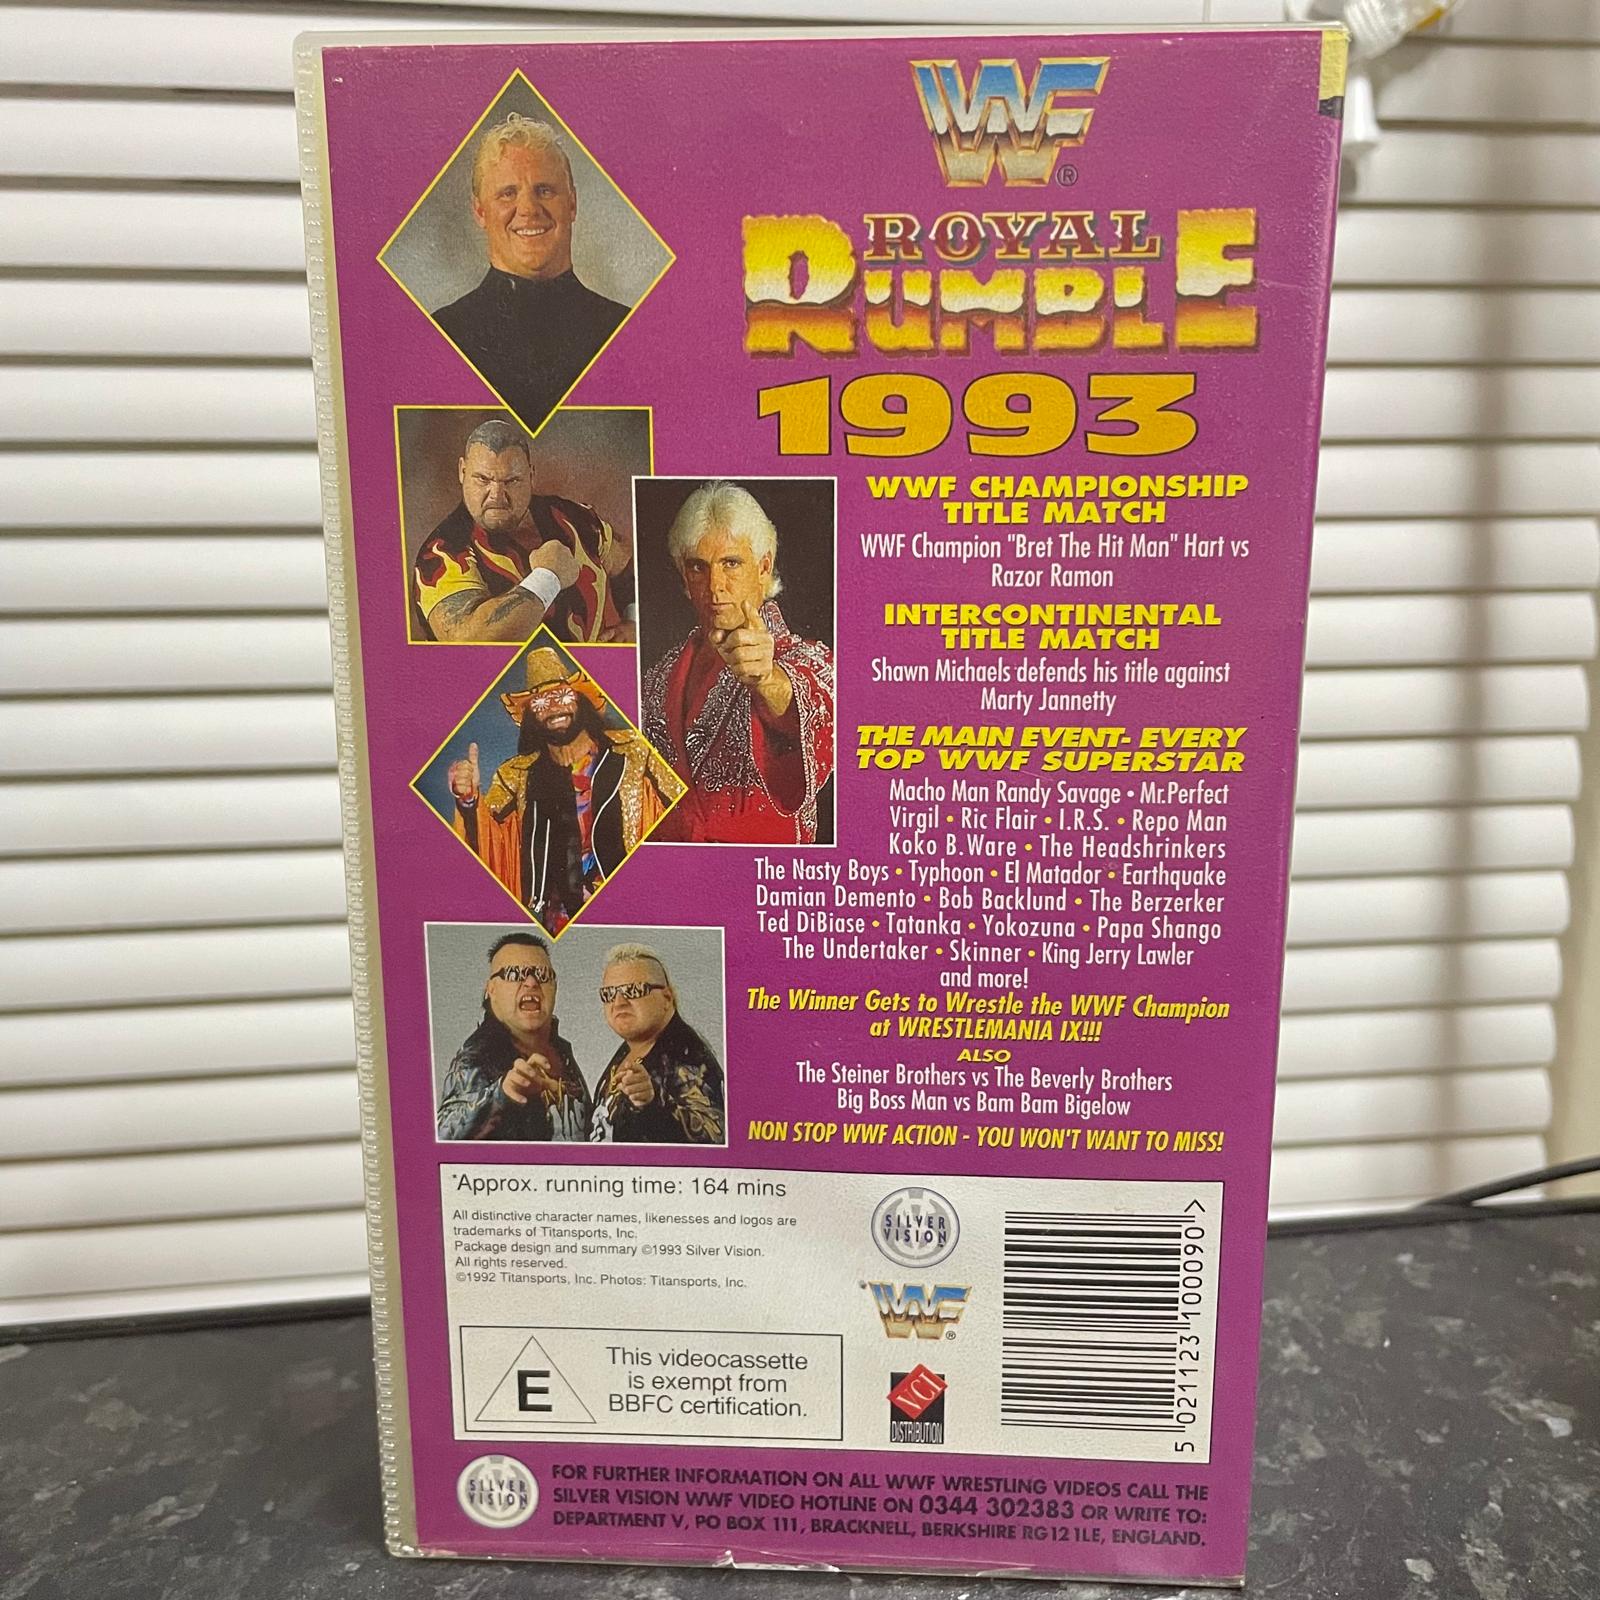 WWF®
ROYAL
RUMBLE
1993
WWF CHAMPIONSHIP
TITLE MATCH
WWF Champion "Bret The Hit Man" Hart vs
Razor Ramon
INTERCONTINENTAL
TITLE MATCH
Shawn Michaels defends his title against
Marty Jannetty
THE MAIN EVENT- EVERY
TOP WWF SUPERSTAR
Macho Man Randy Savage • Mr.Perfect
Virgil • Ric Flair • I.R.S. • Repo Man
Koko B.Ware • The Headshrinkers
The Nasty Boys • Typhoon • El Matador • Earthquake
Damian Demento • Bob Backlund • The Berzerker
Ted DiBiase • Tatanka • Yokozuna • Papa Shango
The Undertaker • Skinner • King Jerry Lawler
and more!
The Winner Gets to Wrestle the WWF Champion
at WRESTLEMANIA IX!!!
ALSO
The Steiner Brothers vs The Beverly Brothers
Big Boss Man vs Bam Bam Bigelow
NON STOP WWF ACTION - YOU WON'T WANT TO MISS!
*Approx. running time: 164 mins
All distinctive character names, likenesses and logos are
trademarks of Titansports, Inc.
Package design and summary ©1993 Silver Vision.
All rights reserved.
©1992 Titansports, Inc. Photos: Titansports, Inc.
E
This videocassette
is exempt from
BBFC certification.
SILVER
VISION™
WWF®
VCI
DISTRIBUTION
5 021123 100090 >
SILVER
VISION
FOR FURTHER INFORMATION ON ALL WWF WRESTLING VIDEOS CALL THE
SILVER VISION WWF VIDEO HOTLINE ON 0344 302383 OR WRITE TO:
DEPARTMENT V, PO BOX 111, BRACKNELL, BERKSHIRE RG12 1LE, ENGLAND.